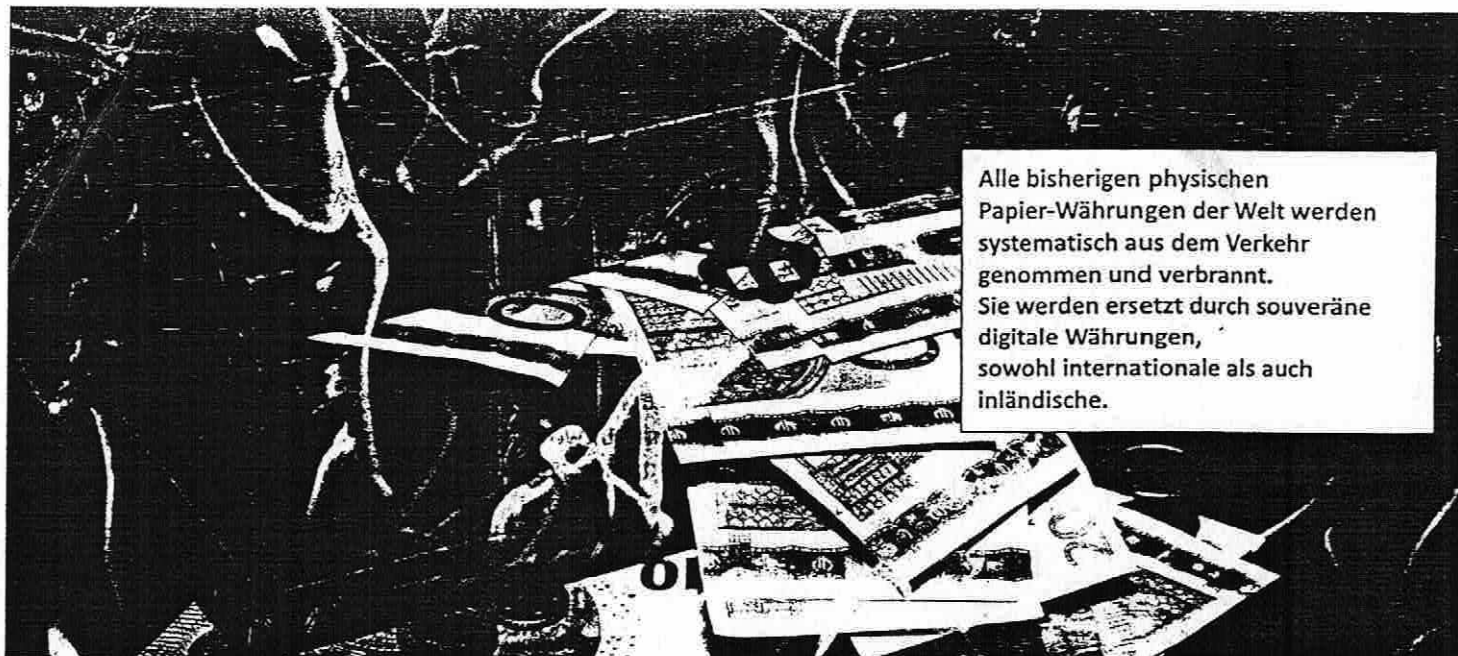 Alle bisherigen physischen
Papier-Währungen der Welt werden
systematisch aus dem Verkehr
genommen und verbrannt.
Sie werden ersetzt durch souveräne
digitale Währungen,
sowohl internationale als auch
inländische.
10